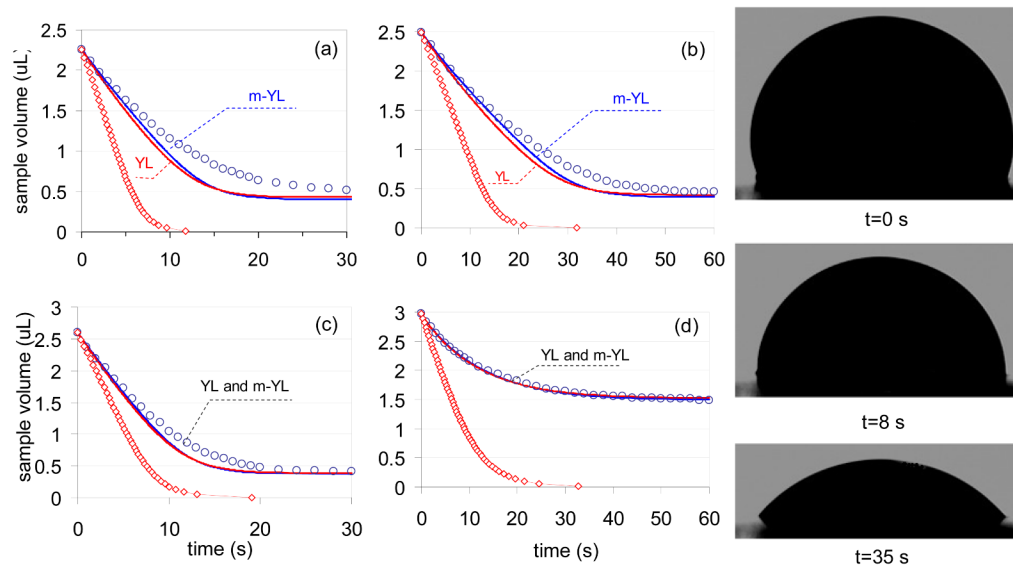 sample volume (uL)
2.5
2
1.5
1
0.5
0
(a)
m-YL
YL
0 10 20 30
2.5
2
1.5
1
0.5
0
(b)
m-YL
YL
0 10 20 30 40 50 60
t=0 s
sample volume (uL)
3
2.5
2
1.5
1
0.5
0
(c)
YL and m-YL
0 10 20 30
time (s)
3
2.5
2
1.5
1
0.5
0
(d)
YL and m-YL
0 10 20 30 40 50 60
time (s)
t=8 s
t=35 s